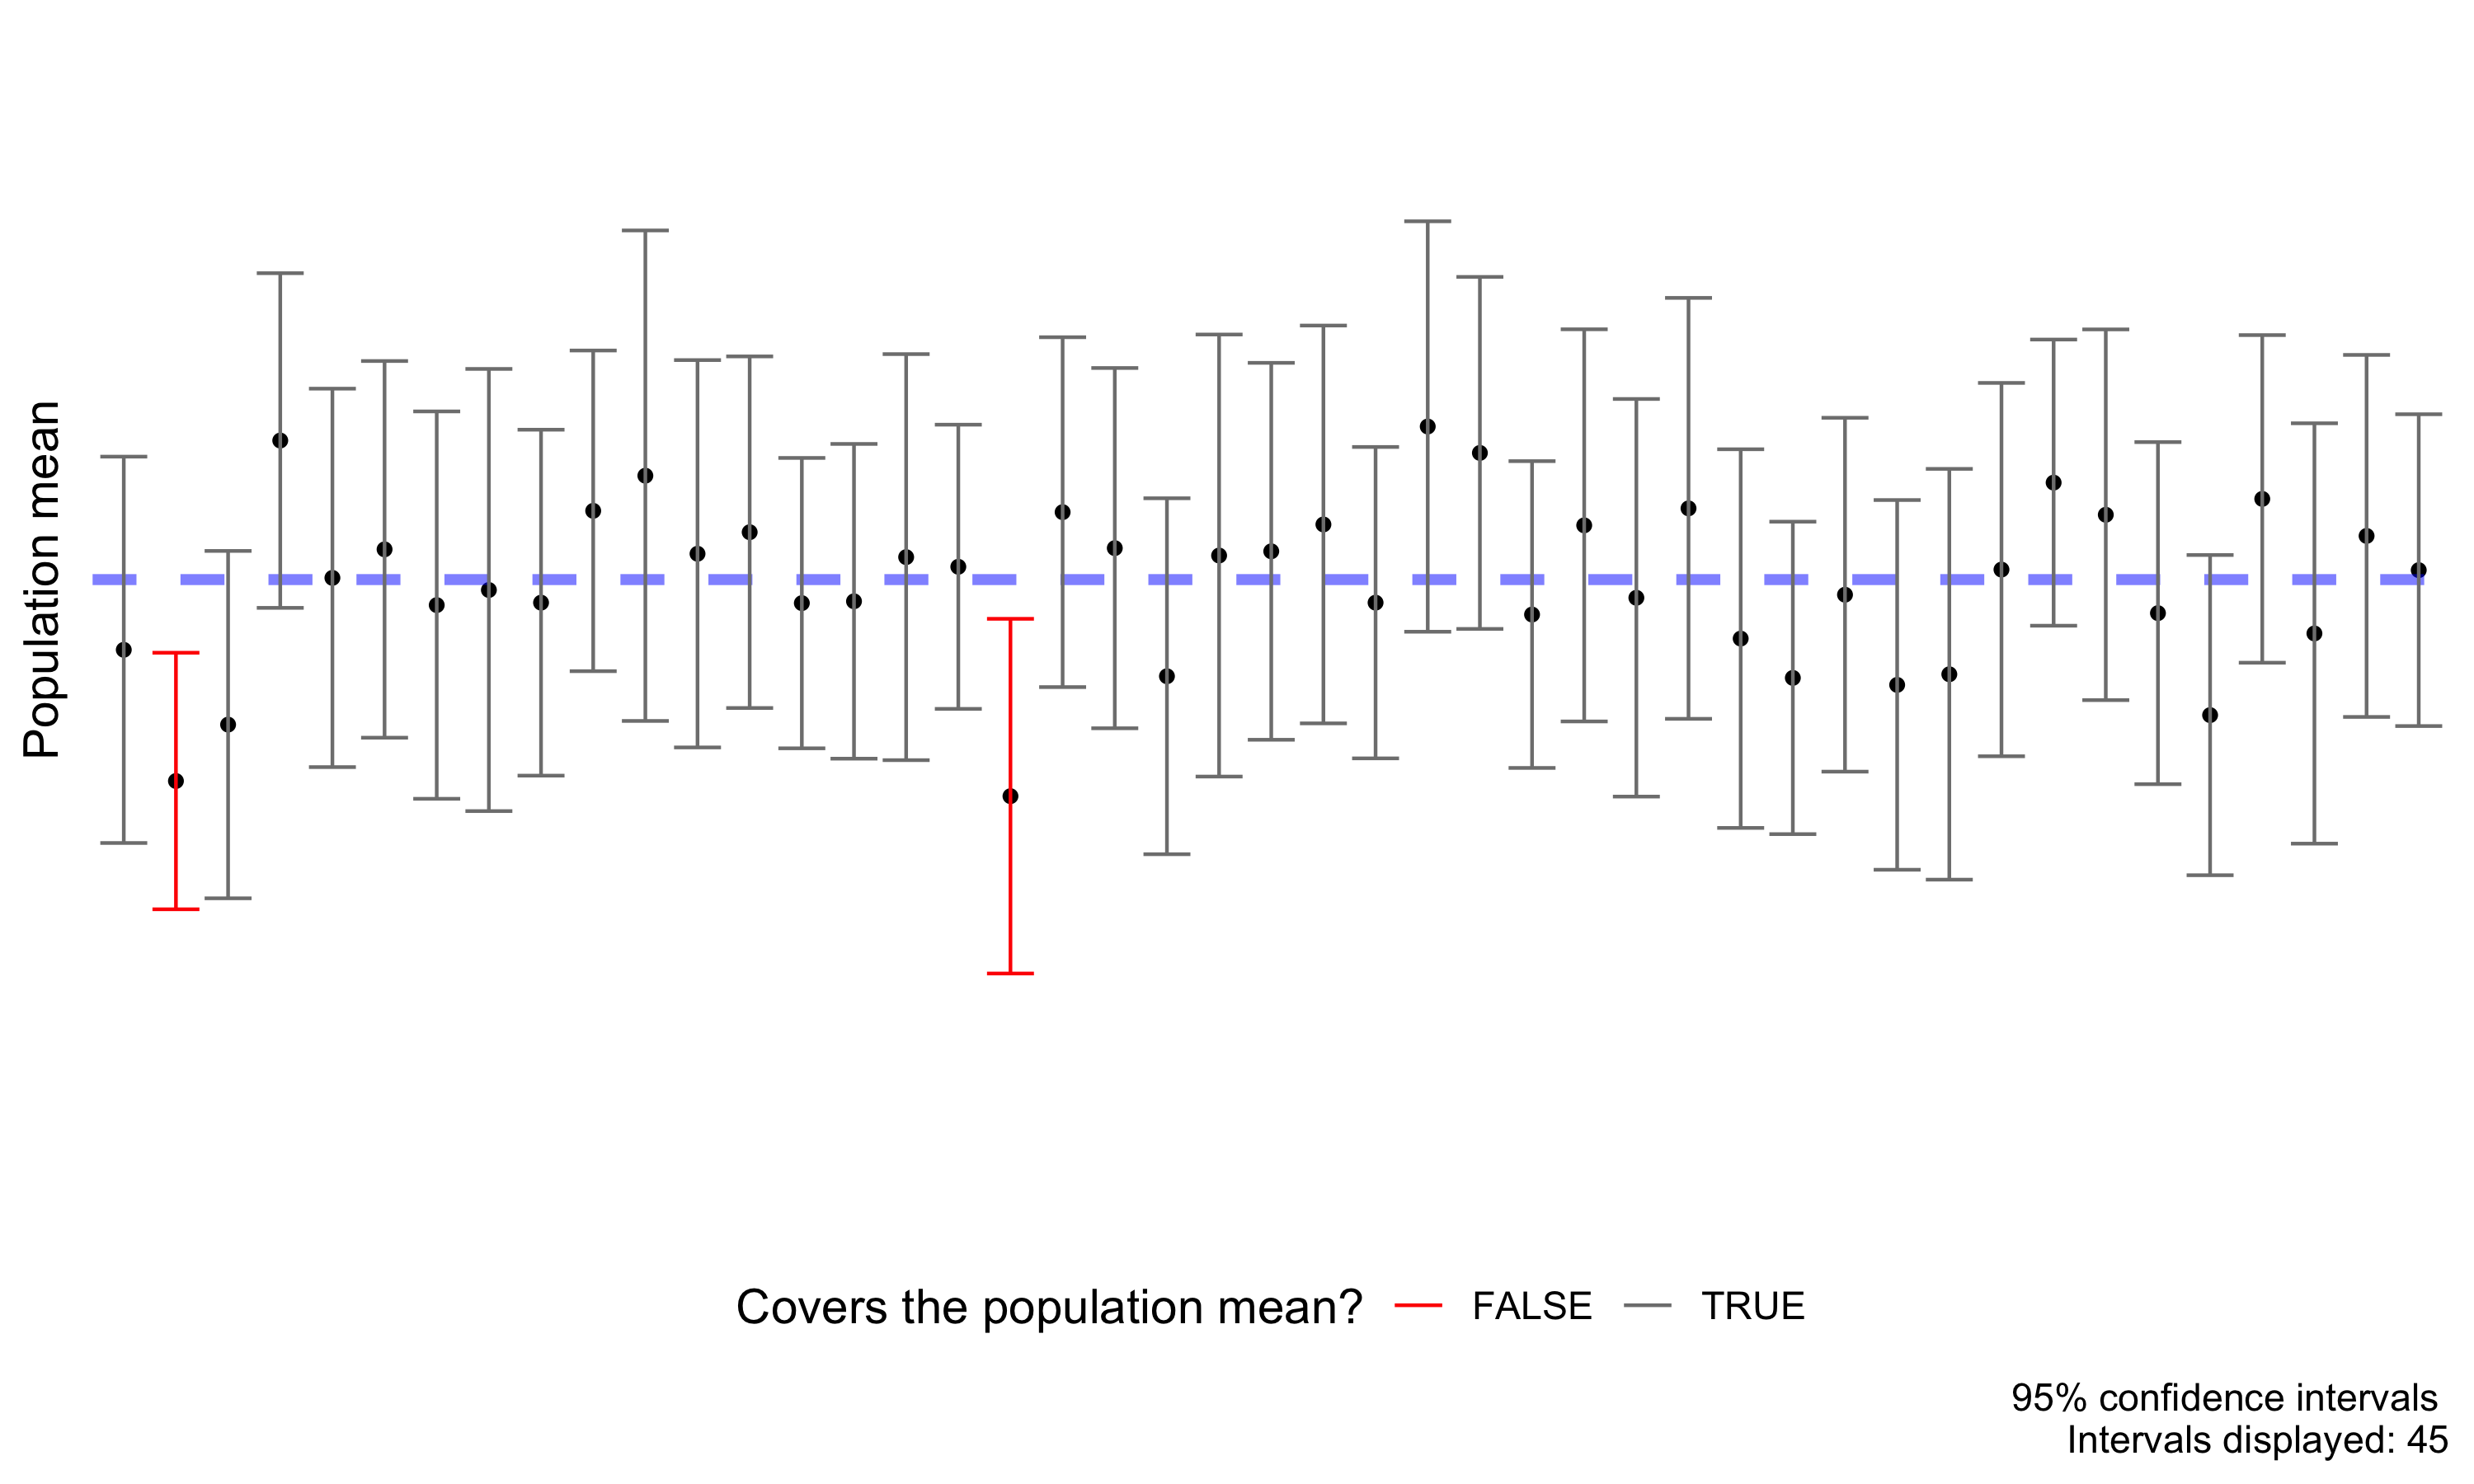 Population mean
Covers the population mean? FALSE TRUE
95% confidence intervals
Intervals displayed: 45